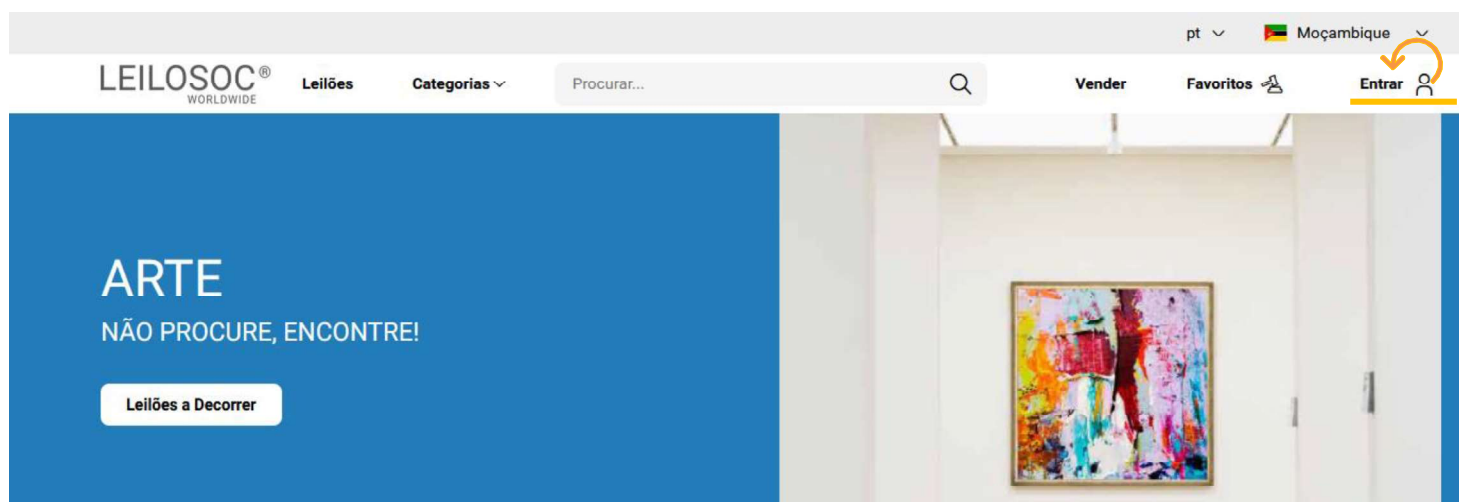 pt Moçambique
LEILOSOC® Leilões Categorias Procurar... Vender Favoritos Entrar
WORLDWIDE
ARTE
NÃO PROCURE, ENCONTRE!
Leilões a Decorrer